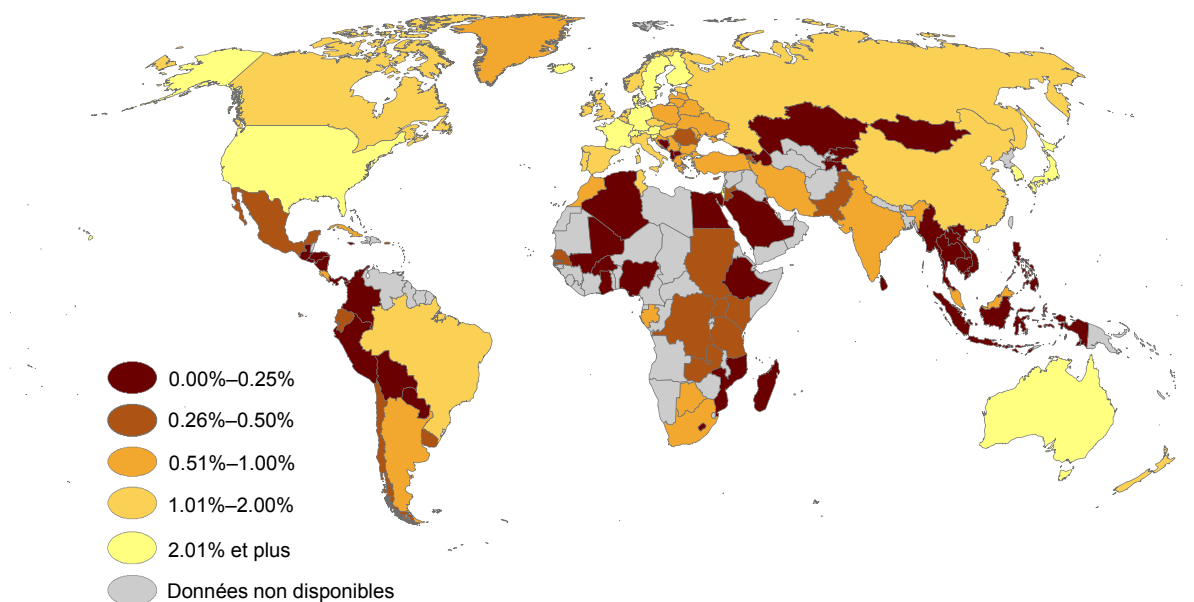 0.00%–0.25%
0.26%–0.50%
0.51%–1.00%
1.01%–2.00%
2.01% et plus
Données non disponibles